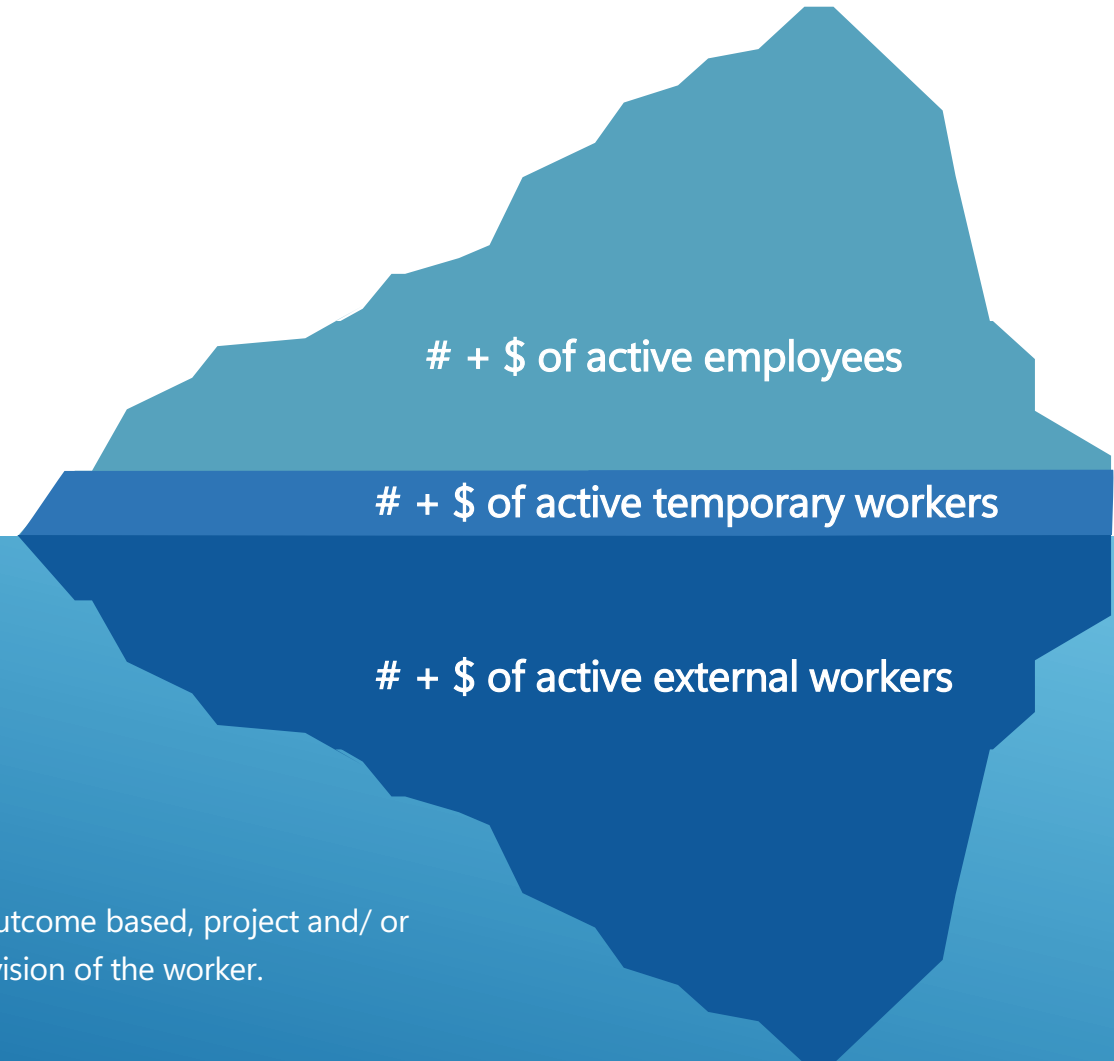 # + $ of active employees
# + $ of active temporary workers
# + $ of active external workers
utcome based, project and/ or
ision of the worker.